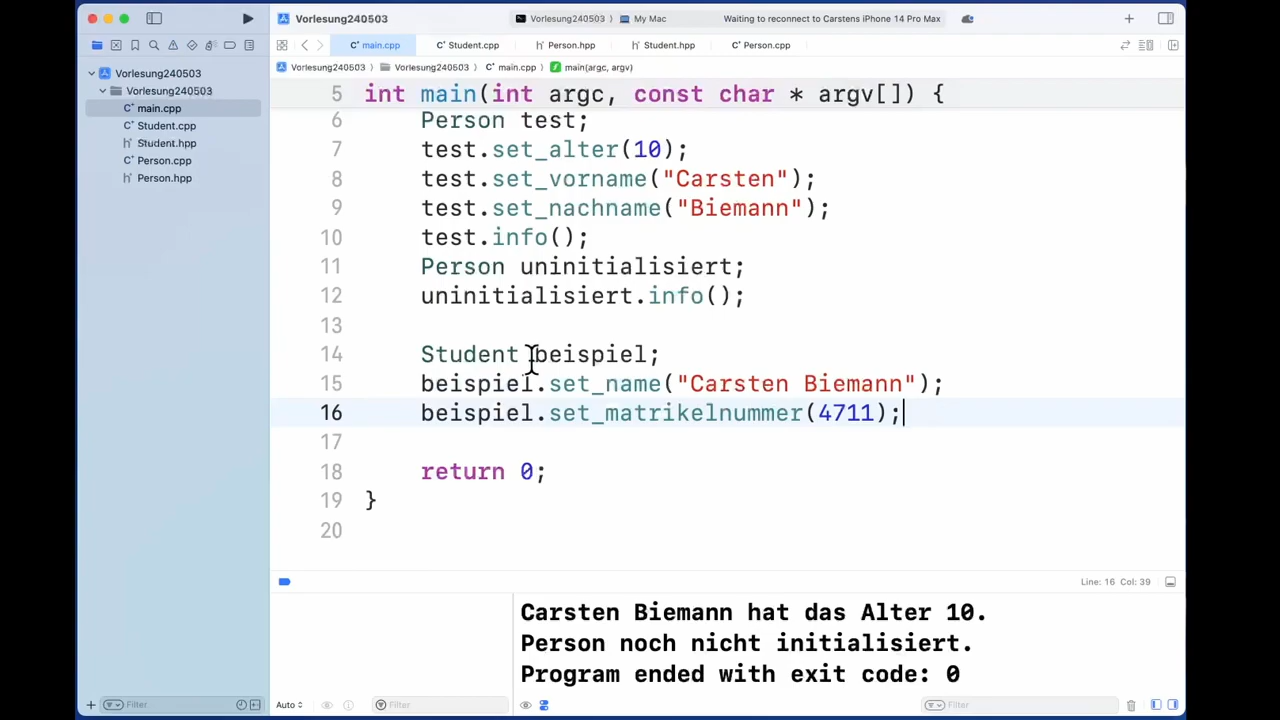 Vorlesung240503
Vorlesung240503 〉 My Mac
Waiting to reconnect to Carstens iPhone 14 Pro Max
main.cpp
Student.cpp
Person.hpp
Student.hpp
Person.cpp
Vorlesung240503 〉 Vorlesung240503 〉 main.cpp 〉 main(argc, argv)
Vorlesung240503
Vorlesung240503
main.cpp
Student.cpp
Student.hpp
Person.cpp
Person.hpp
5 int main(int argc, const char * argv[]) {
6 Person test;
7 test.set_alter(10);
8 test.set_vorname("Carsten");
9 test.set_nachname("Biemann");
10 test.info();
11 Person uninitialisiert;
12 uninitialisiert.info();
13
14 Student beispiel;
15 beispiel.set_name("Carsten Biemann");
16 beispiel.set_matrikelnummer(4711);
17
18 return 0;
19 }
20
Line: 16 Col: 39
Carsten Biemann hat das Alter 10.
Person noch nicht initialisiert.
Program ended with exit code: 0
Filter
Auto
Filter
Filter